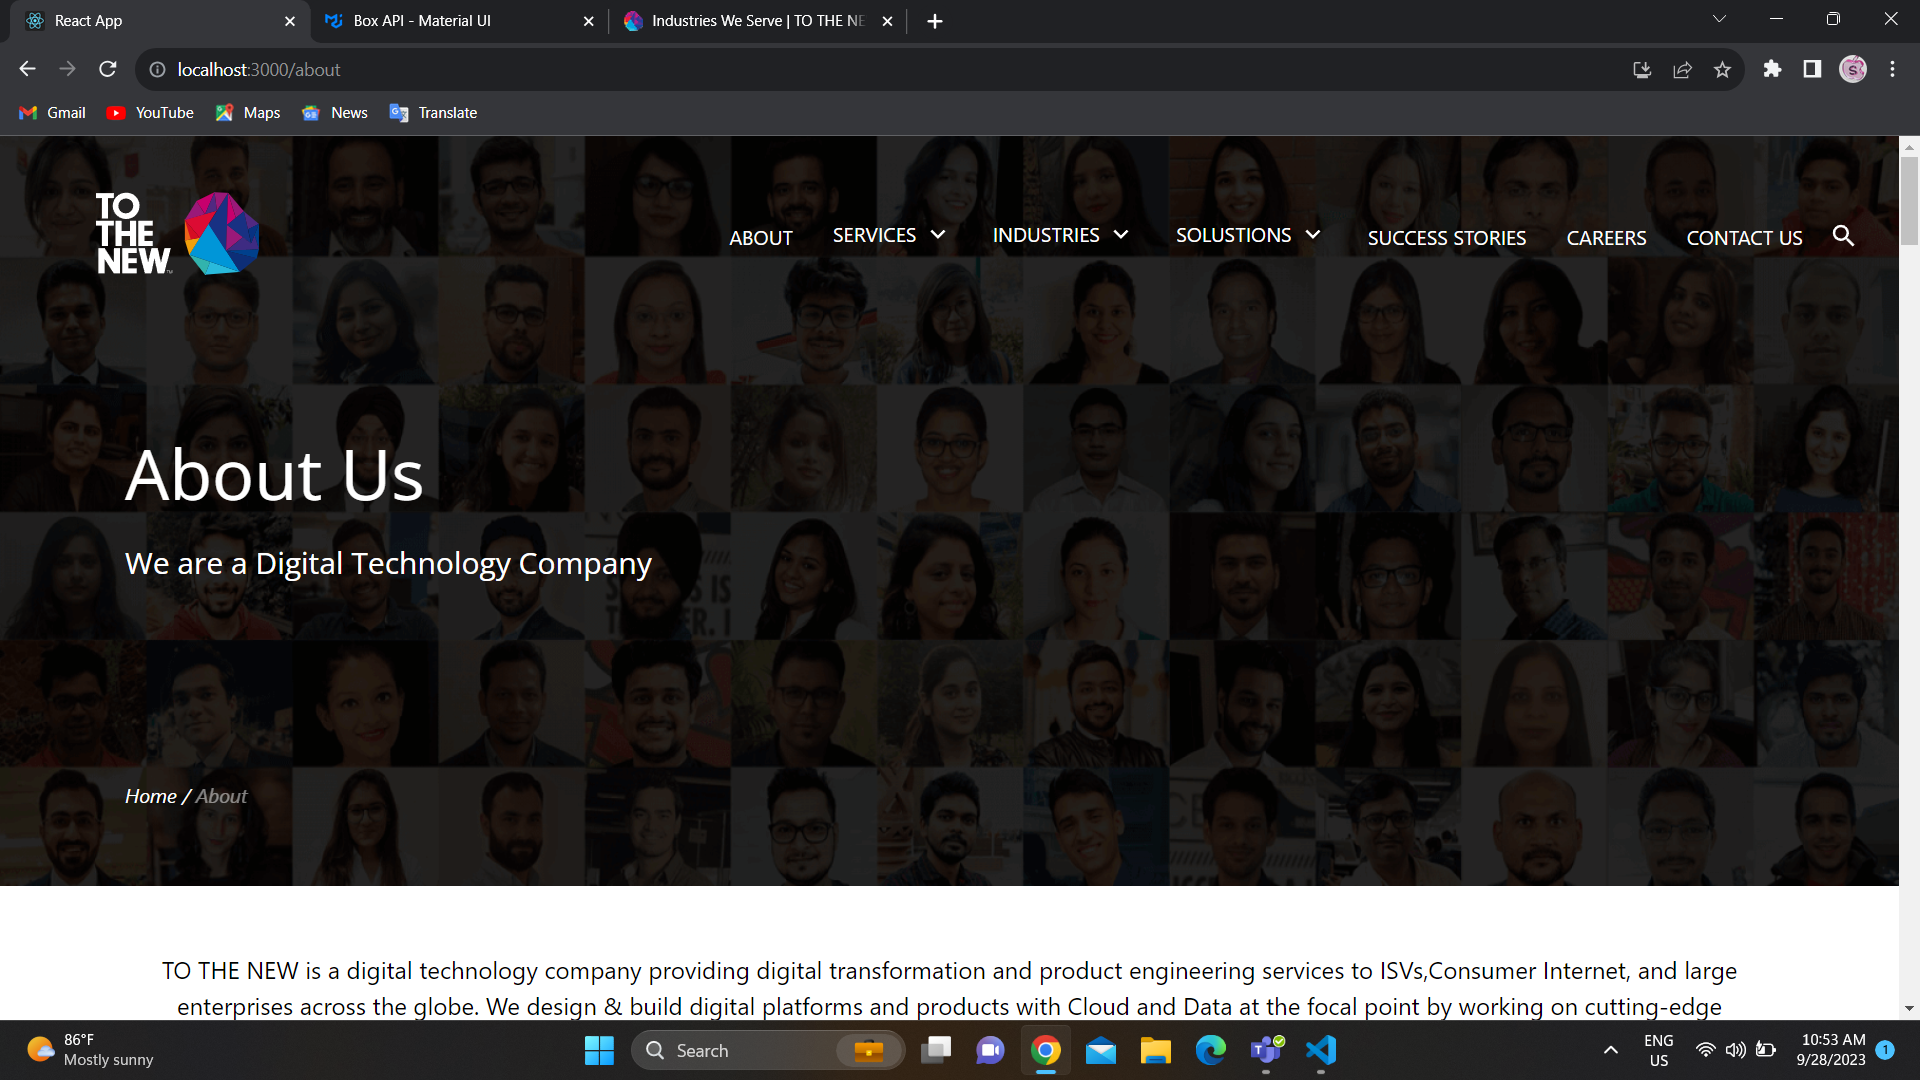 React App
Box API - Material UI
Industries We Serve | TO THE NE
localhost:3000/about
Gmail
YouTube
Maps
News
Translate
TO
THE
NEW™
ABOUT
SERVICES
INDUSTRIES
SOLUSTIONS
SUCCESS STORIES
CAREERS
CONTACT US
About Us
We are a Digital Technology Company
Home / About
TO THE NEW is a digital technology company providing digital transformation and product engineering services to ISVs,Consumer Internet, and large
enterprises across the globe. We design & build digital platforms and products with Cloud and Data at the focal point by working on cutting-edge
86°F
Mostly sunny
Search
ENG
US
10:53 AM
9/28/2023
1